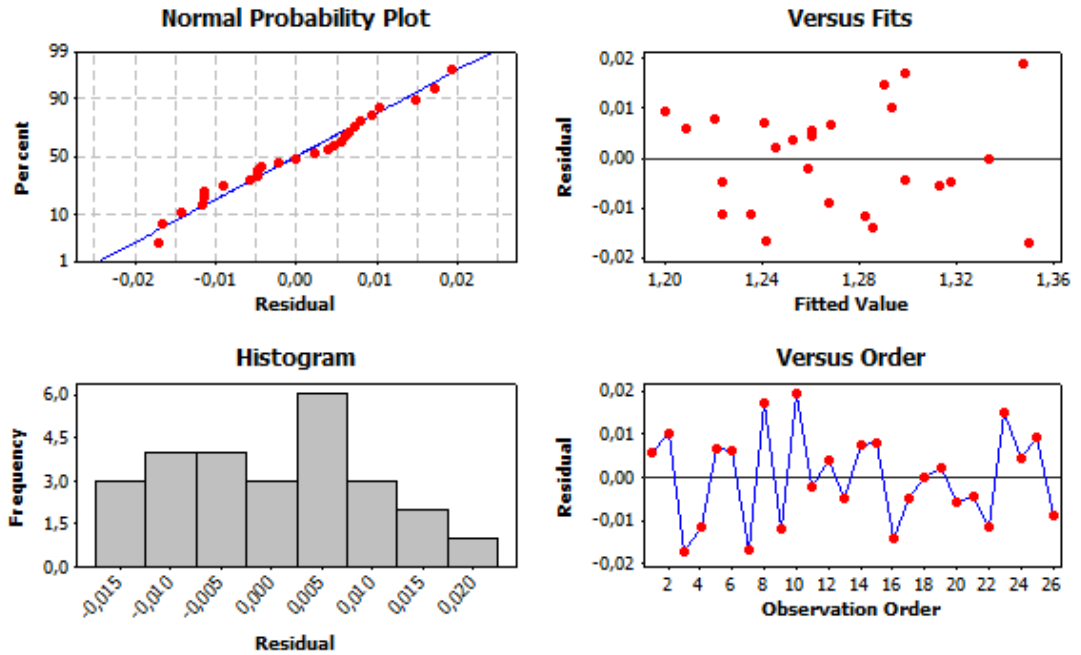 Normal Probability Plot
99
90
50
10
1
Percent
-0,02 -0,01 0,00 0,01 0,02
Residual
Versus Fits
0,02
0,01
0,00
-0,01
-0,02
Residual
1,20 1,24 1,28 1,32 1,36
Fitted Value
Histogram
6,0
4,5
3,0
1,5
0,0
Frequency
-0,015 -0,010 -0,005 0,000 0,005 0,010 0,015 0,020
Residual
Versus Order
0,02
0,01
0,00
-0,01
-0,02
Residual
2 4 6 8 10 12 14 16 18 20 22 24 26
Observation Order